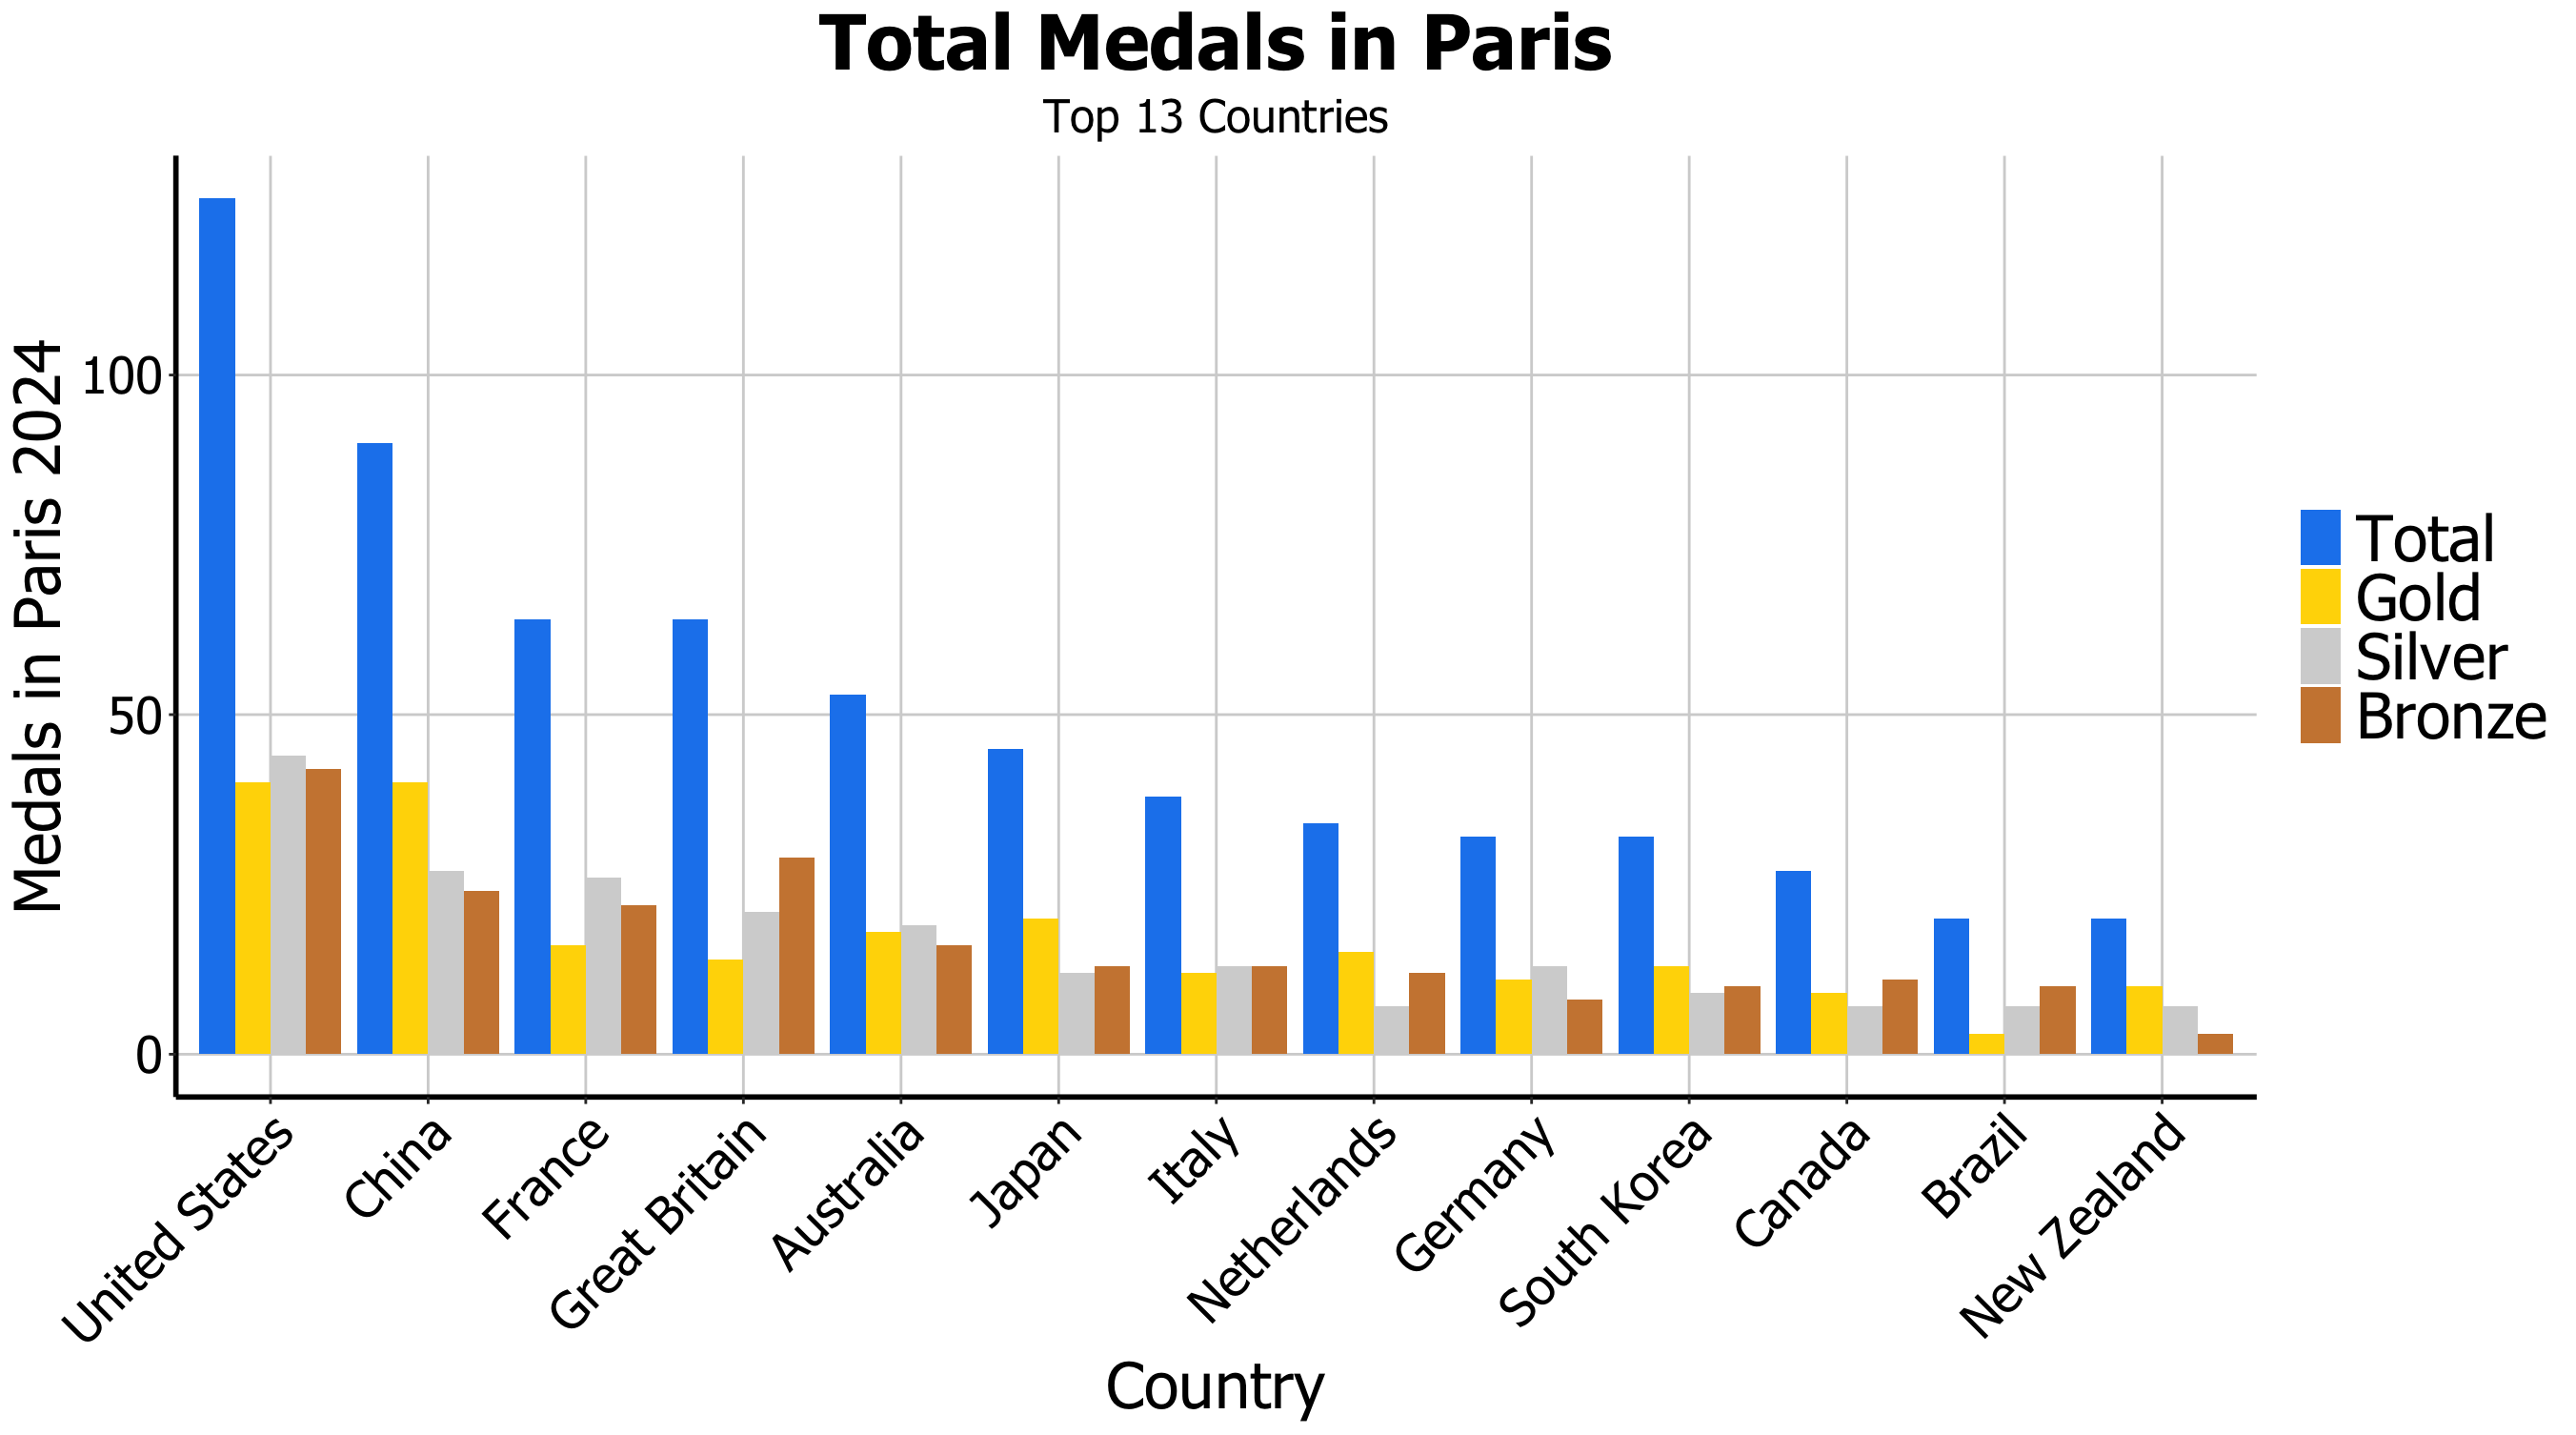 Total Medals in Paris
Top 13 Countries
Medals in Paris 2024
100
50
0
United States
China
France
Great Britain
Australia
Japan
Italy
Netherlands
Germany
South Korea
Canada
Brazil
New Zealand
Country
Total
Gold
Silver
Bronze